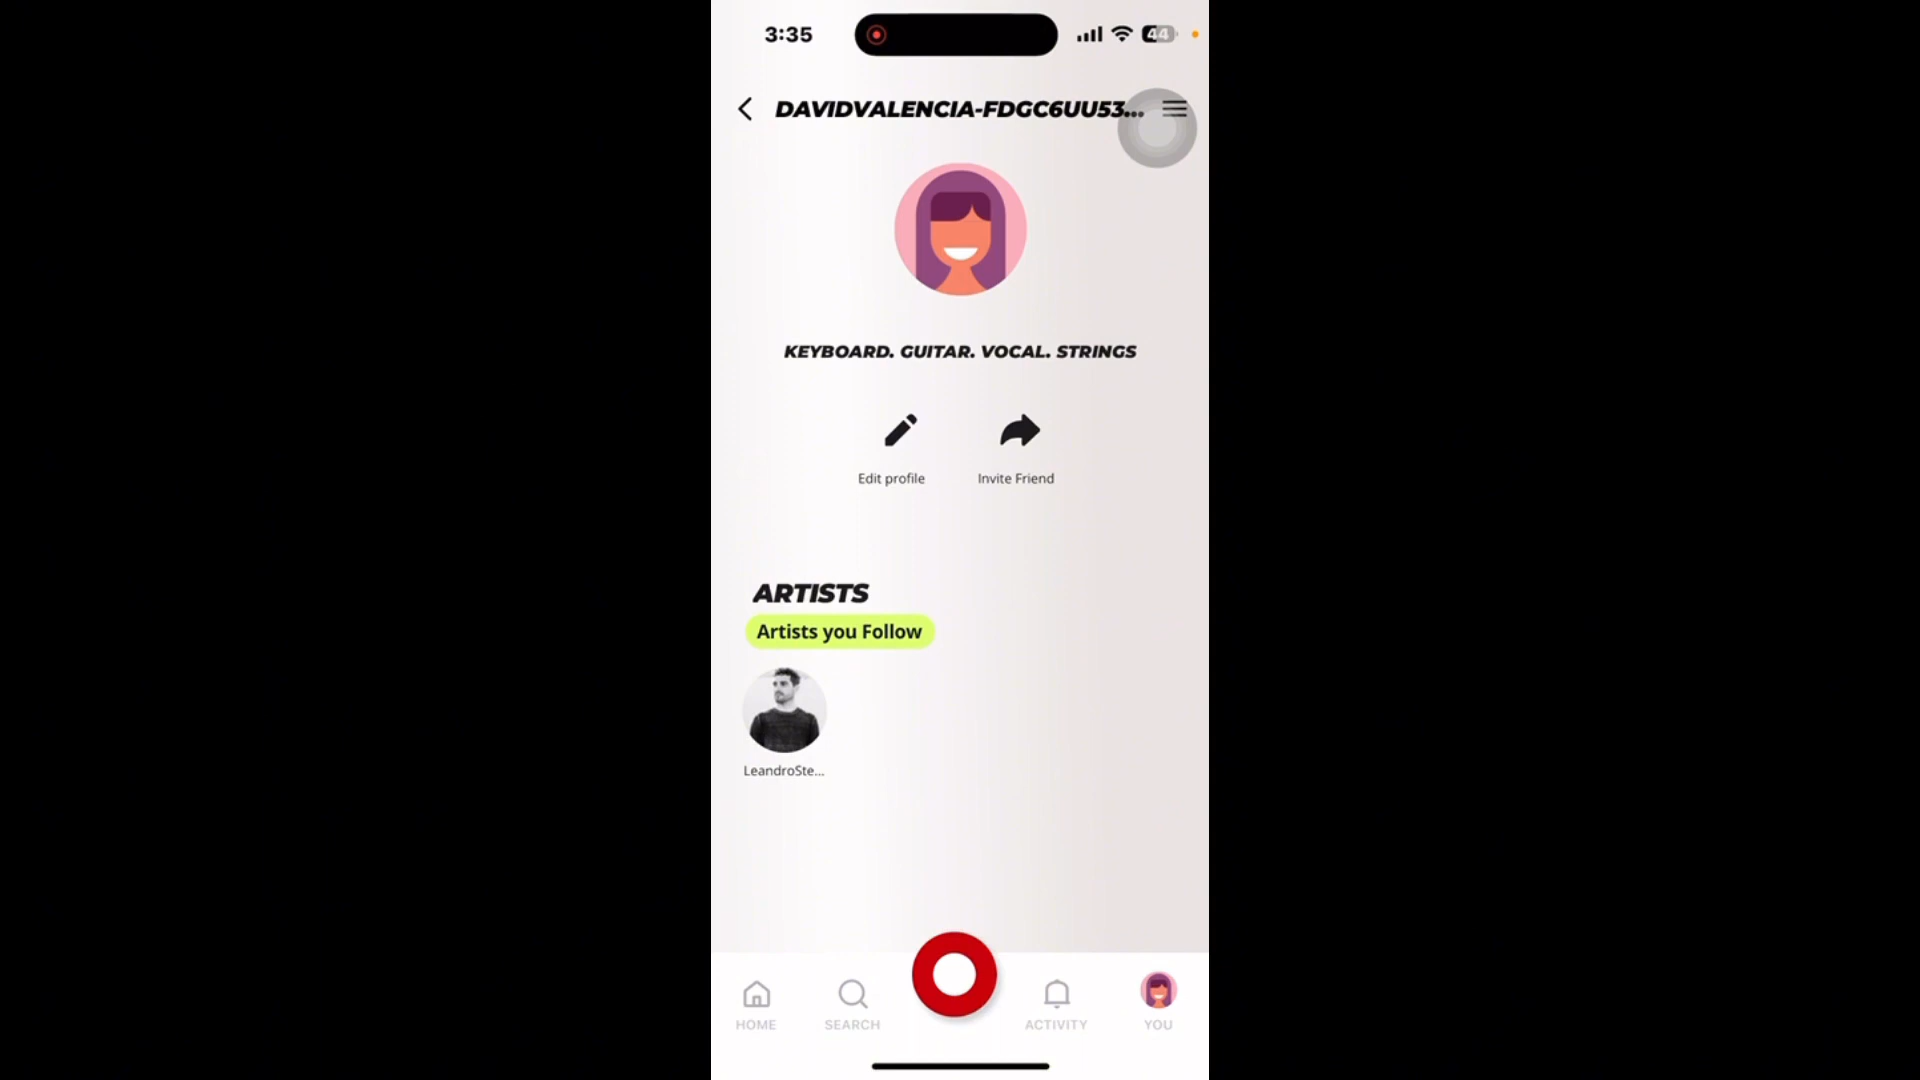 3:35
44
DAVIDVALENCIA-FDGC6UU53...
KEYBOARD. GUITAR. VOCAL. STRINGS
Edit profile
Invite Friend
ARTISTS
Artists you Follow
LeandroSte...
HOME
SEARCH
ACTIVITY
YOU